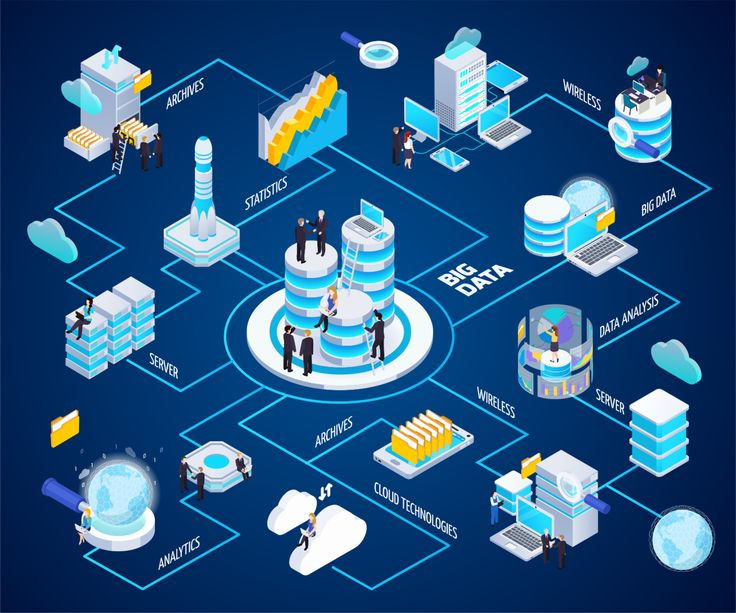 ARCHIVES
WIRELESS
STATISTICS
BIG DATA
BIG
DATA
DATA ANALYSIS
SERVER
WIRELESS
SERVER
ARCHIVES
CLOUD TECHNOLOGIES
ANALYTICS